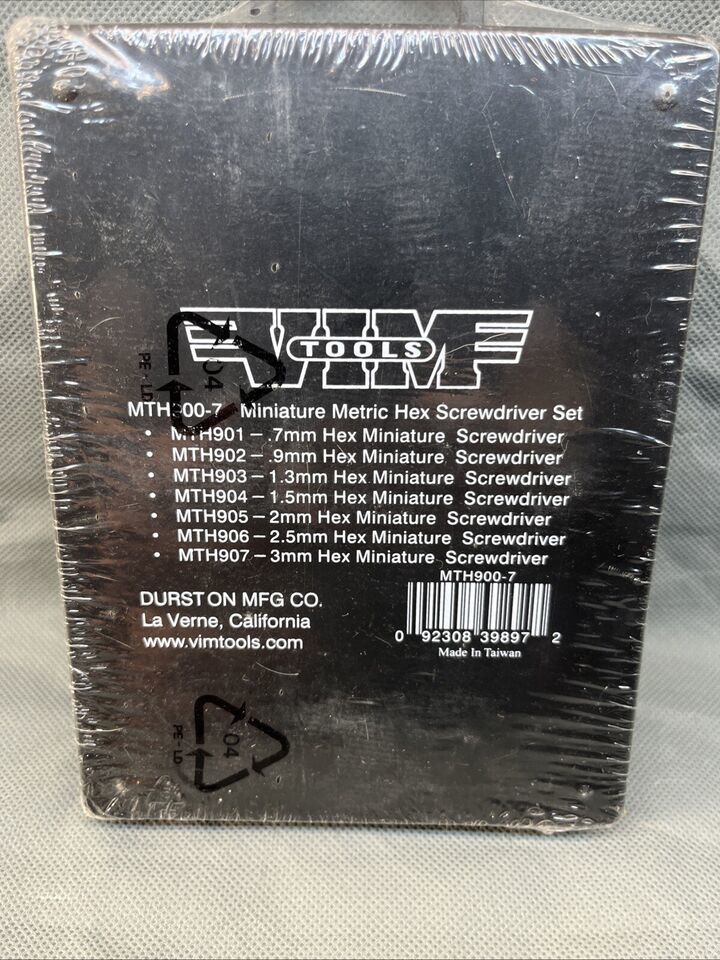 VIM
TOOLS
MTH900-7 Miniature Metric Hex Screwdriver Set
• MTH901 – .7mm Hex Miniature Screwdriver
• MTH902 – .9mm Hex Miniature Screwdriver
• MTH903 – 1.3mm Hex Miniature Screwdriver
• MTH904 – 1.5mm Hex Miniature Screwdriver
• MTH905 – 2mm Hex Miniature Screwdriver
• MTH906 – 2.5mm Hex Miniature Screwdriver
• MTH907 – 3mm Hex Miniature Screwdriver
MTH900-7
0 92308 39897 2
Made In Taiwan
DURSTON MFG CO.
La Verne, California
www.vimtools.com
04
PE-LD
04
PE-LD